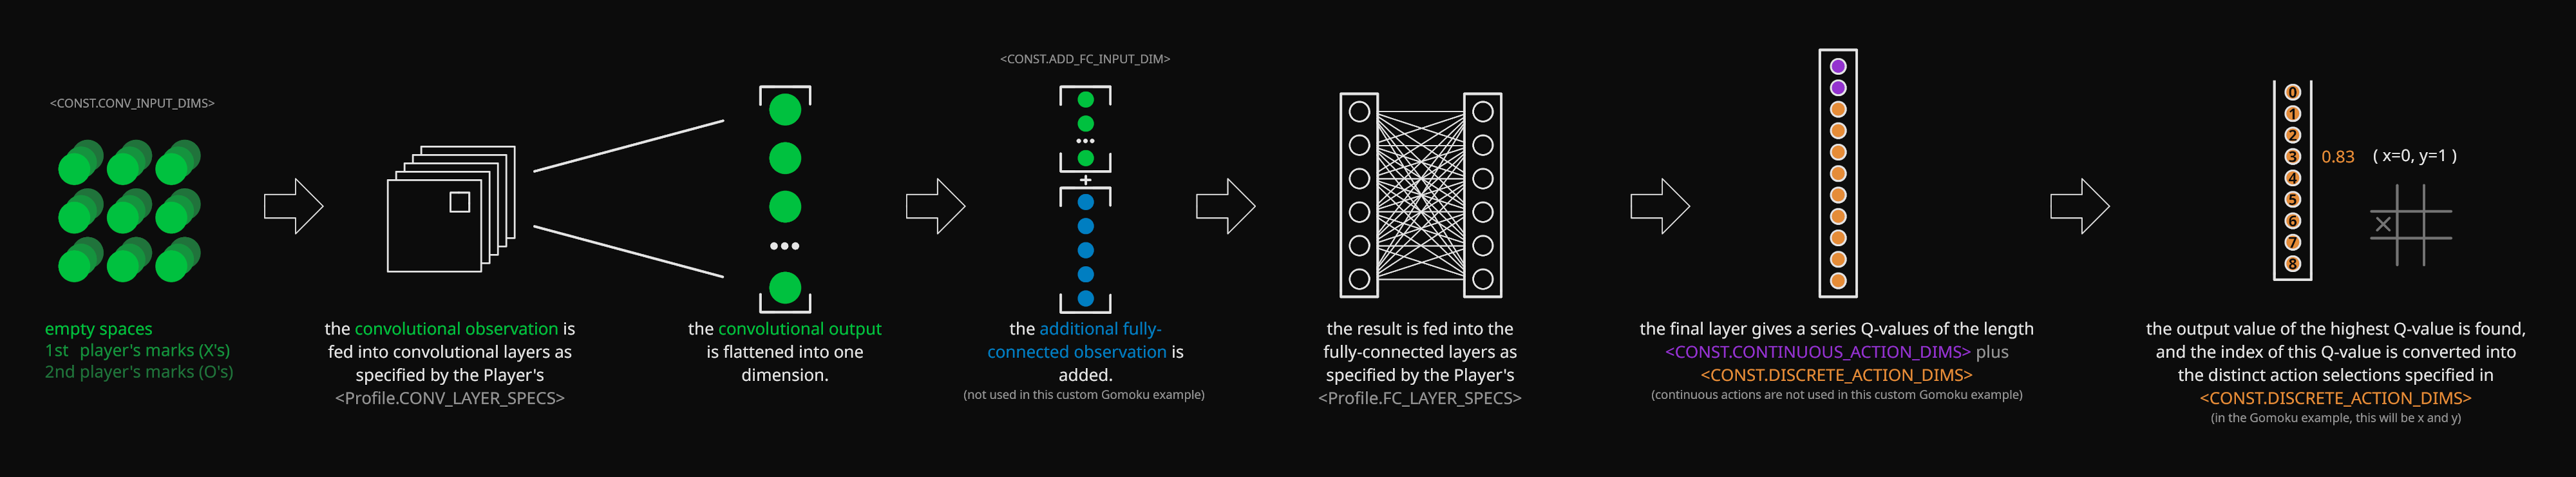 <CONST.CONV_INPUT_DIMS>
empty spaces
1st player's marks (X's)
2nd player's marks (O's)
the convolutional observation is
fed into convolutional layers as
specified by the Player's
<Profile.CONV_LAYER_SPECS>
the convolutional output
is flattened into one
dimension.
<CONST.ADD_FC_INPUT_DIM>
+
the additional fully-
connected observation is
added.
(not used in this custom Gomoku example)
the result is fed into the
fully-connected layers as
specified by the Player's
<Profile.FC_LAYER_SPECS>
the final layer gives a series Q-values of the length
<CONST.CONTINUOUS_ACTION_DIMS> plus
<CONST.DISCRETE_ACTION_DIMS>
(continuous actions are not used in this custom Gomoku example)
0
1
2
3 0.83 ( x=0, y=1 )
4
5
6
7
8
the output value of the highest Q-value is found,
and the index of this Q-value is converted into
the distinct action selections specified in
<CONST.DISCRETE_ACTION_DIMS>
(in the Gomoku example, this will be x and y)